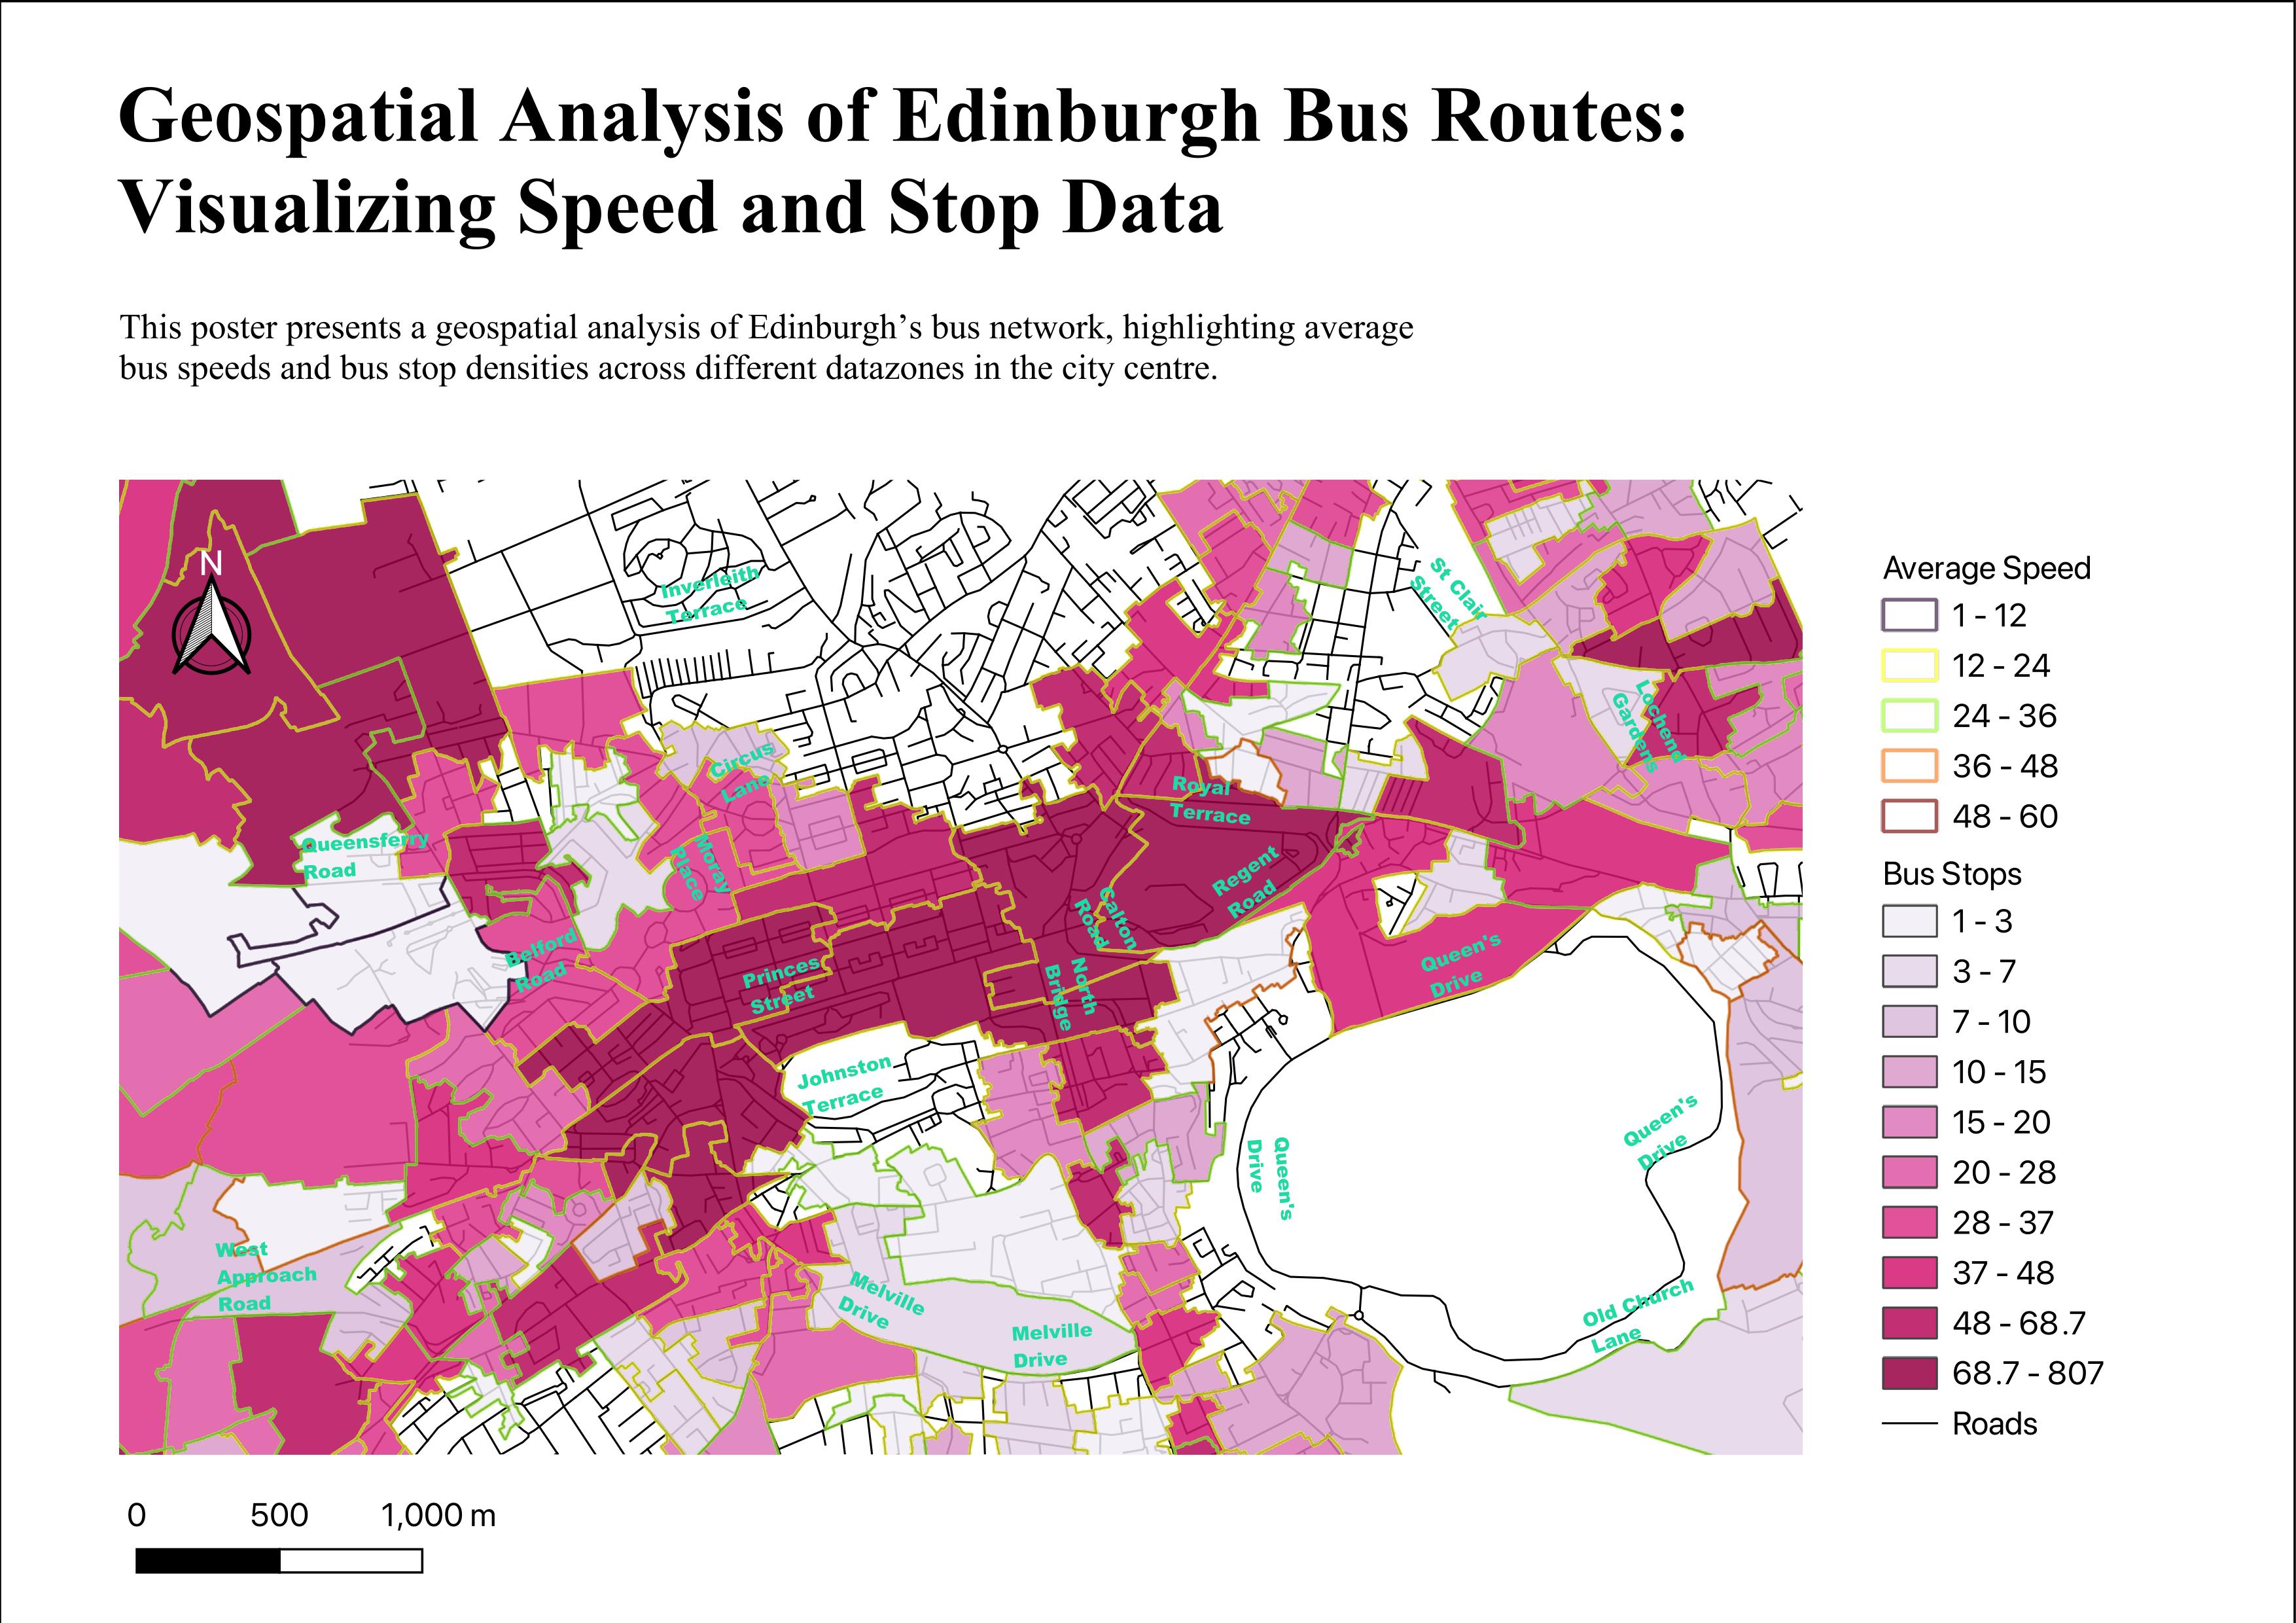 Geospatial Analysis of Edinburgh Bus Routes:
Visualizing Speed and Stop Data
This poster presents a geospatial analysis of Edinburgh’s bus network, highlighting average
bus speeds and bus stop densities across different datazones in the city centre.
N
Inverleith
Terrace
St Clair
Street
Lochend
Gardens
Circus
Lane
Royal
Terrace
Queensferry
Road
Moray
Place
Regent
Road
Calton
Road
Belford
Road
Princes
Street
North
Bridge
Queen's
Drive
Johnston
Terrace
Queen's
Drive
Queen's
Drive
West
Approach
Road
Melville
Drive
Melville
Drive
Old Church
Lane
Average Speed
1 - 12
12 - 24
24 - 36
36 - 48
48 - 60
Bus Stops
1 - 3
3 - 7
7 - 10
10 - 15
15 - 20
20 - 28
28 - 37
37 - 48
48 - 68.7
68.7 - 807
Roads
0 500 1,000 m